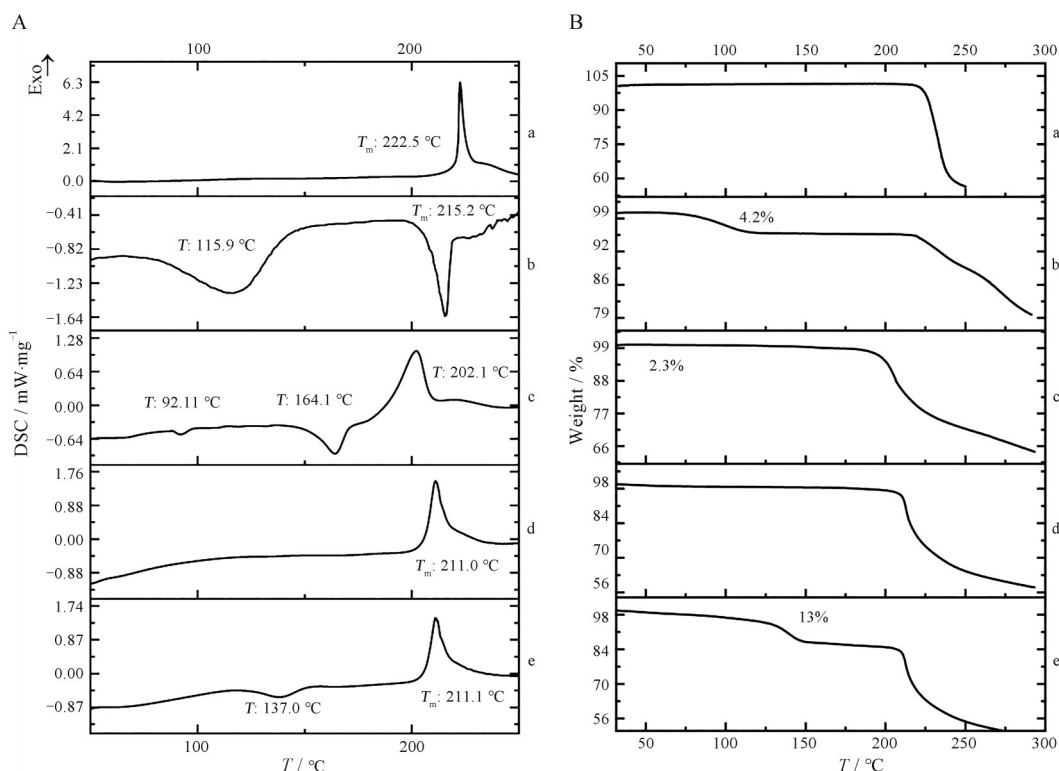 A
B
100
200
50
100
150
200
250
300
Exo
6.3
4.2
2.1
0.0
Tm: 222.5 ℃
a
105
90
75
60
a
−0.41
−0.82
−1.23
−1.64
T: 115.9 ℃
Tm: 215.2 ℃
b
99
92
86
79
4.2%
b
DSC / mW·mg−1
1.28
0.64
0.00
−0.64
T: 92.11 ℃
T: 164.1 ℃
T: 202.1 ℃
c
Weight / %
99
88
77
66
2.3%
c
1.76
0.88
0.00
−0.88
Tm: 211.0 ℃
d
98
84
70
56
d
1.74
0.87
0.00
−0.87
T: 137.0 ℃
Tm: 211.1 ℃
e
98
84
70
56
13%
e
100
200
T / ℃
50
100
150
200
250
300
T / ℃